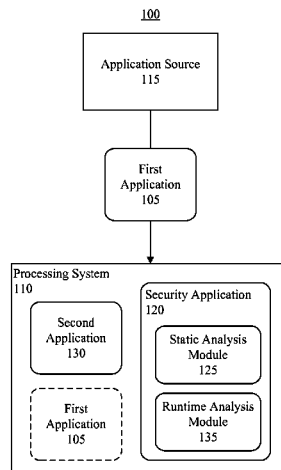 100
Application Source
115
First
Application
105
Processing System
110
Security Application
120
Second
Application
130
Static Analysis
Module
125
First
Application
105
Runtime Analysis
Module
135